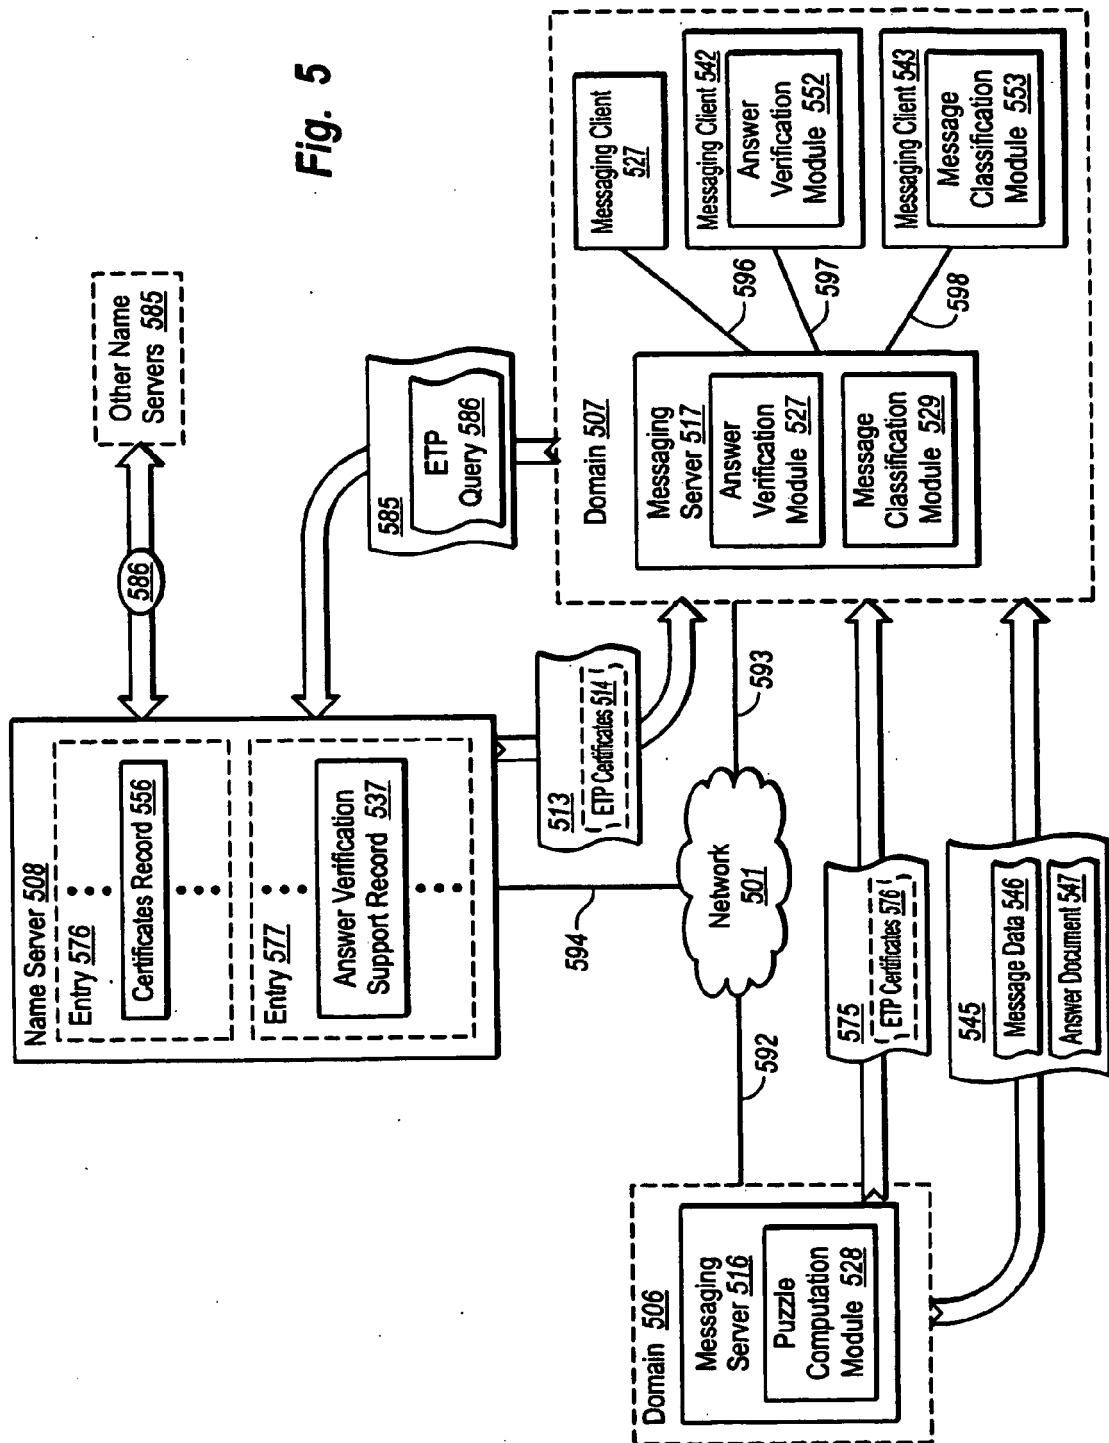 Name Server 508
Entry 576
Certificates Record 556
Entry 577
Answer Verification
Support Record 537
586
Other Name
Servers 585
Fig. 5
585
ETP
Query 586
513
ETP Certificates 514
594
Network
501
592
593
Domain 506
Messaging
Server 516
Puzzle
Computation
Module 528
575
ETP Certificates 576
545
Message Data 546
Answer Document 547
Domain 507
Messaging
Server 517
Answer
Verification
Module 527
Message
Classification
Module 529
596
597
598
Messaging Client
527
Messaging Client 542
Answer
Verification
Module 552
Messaging Client 543
Message
Classification
Module 553